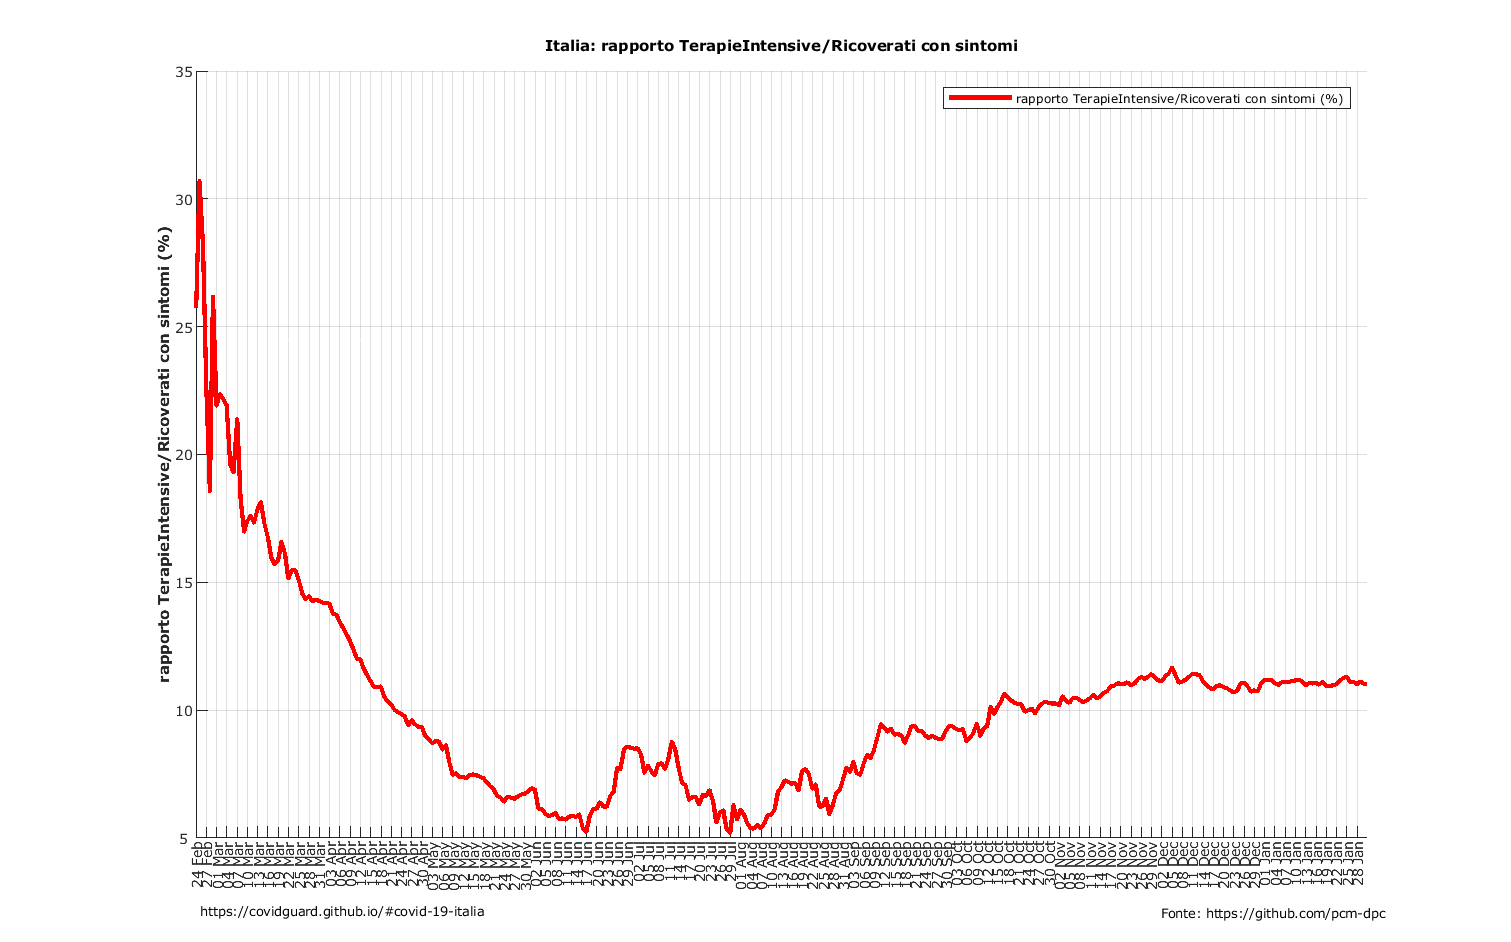 Italia: rapporto TerapieIntensive/Ricoverati con sintomi
rapporto TerapieIntensive/Ricoverati con sintomi (%)
rapporto TerapieIntensive/Ricoverati con sintomi (%)
35
30
25
20
15
10
5
24 Feb
27 Feb
01 Mar
04 Mar
07 Mar
10 Mar
13 Mar
16 Mar
19 Mar
22 Mar
25 Mar
28 Mar
31 Mar
03 Apr
06 Apr
09 Apr
12 Apr
15 Apr
18 Apr
21 Apr
24 Apr
27 Apr
30 Apr
03 May
06 May
09 May
12 May
15 May
18 May
21 May
24 May
27 May
30 May
02 Jun
05 Jun
08 Jun
11 Jun
14 Jun
17 Jun
20 Jun
23 Jun
26 Jun
29 Jun
02 Jul
05 Jul
08 Jul
11 Jul
14 Jul
17 Jul
20 Jul
23 Jul
26 Jul
29 Jul
01 Aug
04 Aug
07 Aug
10 Aug
13 Aug
16 Aug
19 Aug
22 Aug
25 Aug
28 Aug
31 Aug
03 Sep
06 Sep
09 Sep
12 Sep
15 Sep
18 Sep
21 Sep
24 Sep
27 Sep
30 Sep
03 Oct
06 Oct
09 Oct
12 Oct
15 Oct
18 Oct
21 Oct
24 Oct
27 Oct
30 Oct
02 Nov
05 Nov
08 Nov
11 Nov
14 Nov
17 Nov
20 Nov
23 Nov
26 Nov
29 Nov
02 Dec
05 Dec
08 Dec
11 Dec
14 Dec
17 Dec
20 Dec
23 Dec
26 Dec
29 Dec
01 Jan
04 Jan
07 Jan
10 Jan
13 Jan
16 Jan
19 Jan
22 Jan
25 Jan
28 Jan
https://covidguard.github.io/#covid-19-italia
Fonte: https://github.com/pcm-dpc